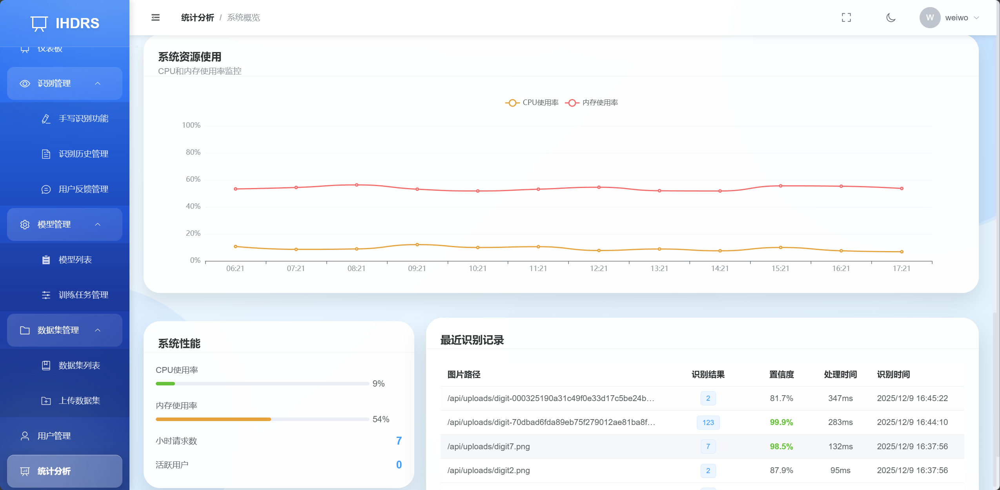 IHDRS
仪表板
识别管理
手写识别功能
识别历史管理
用户反馈管理
模型管理
模型列表
训练任务管理
数据集管理
数据集列表
上传数据集
用户管理
统计分析
统计分析 / 系统概览
W weiwo
系统资源使用
CPU和内存使用率监控
CPU使用率 内存使用率
100%
80%
60%
40%
20%
0%
06:21 07:21 08:21 09:21 10:21 11:21 12:21 13:21 14:21 15:21 16:21 17:21
系统性能
CPU使用率
9%
内存使用率
54%
小时请求数 7
活跃用户 0
最近识别记录
图片路径 识别结果 置信度 处理时间 识别时间
/api/uploads/digit-000325190a31c49f0e33d17c5be24b… 2 81.7% 347ms 2025/12/9 16:45:22
/api/uploads/digit-70dbad6fda89eb75f279012ae81ba8f… 123 99.9% 283ms 2025/12/9 16:44:10
/api/uploads/digit7.png 7 98.5% 132ms 2025/12/9 16:37:56
/api/uploads/digit2.png 2 87.9% 95ms 2025/12/9 16:37:56